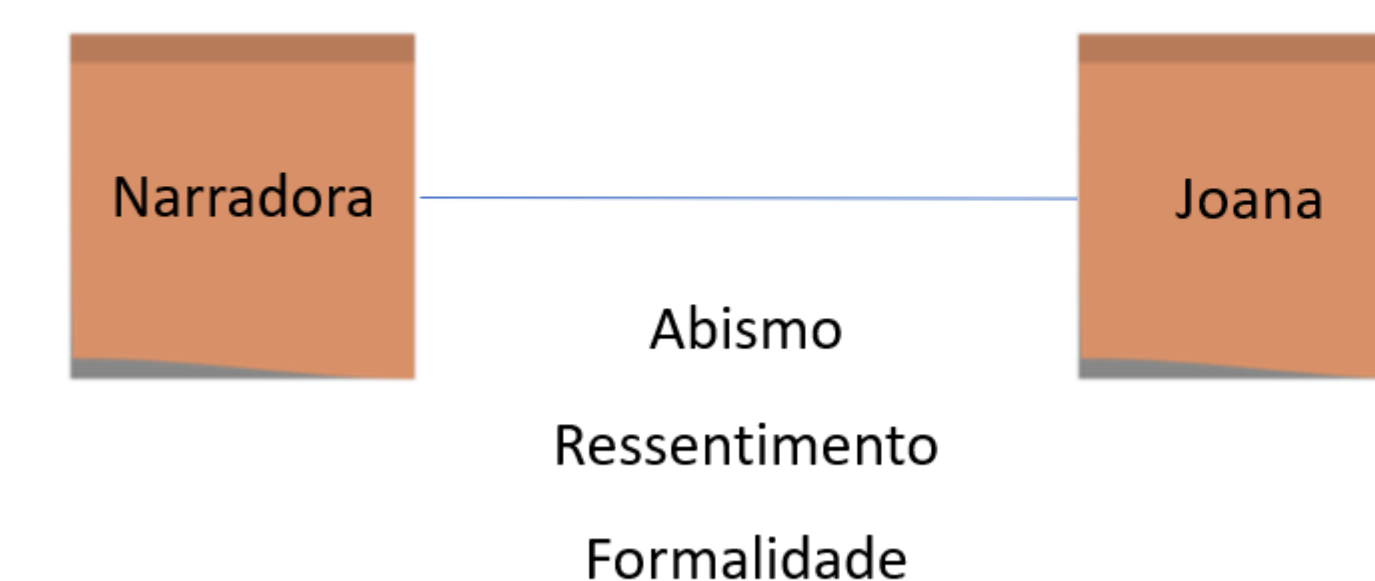 Narradora
Joana
Abismo
Ressentimento
Formalidade